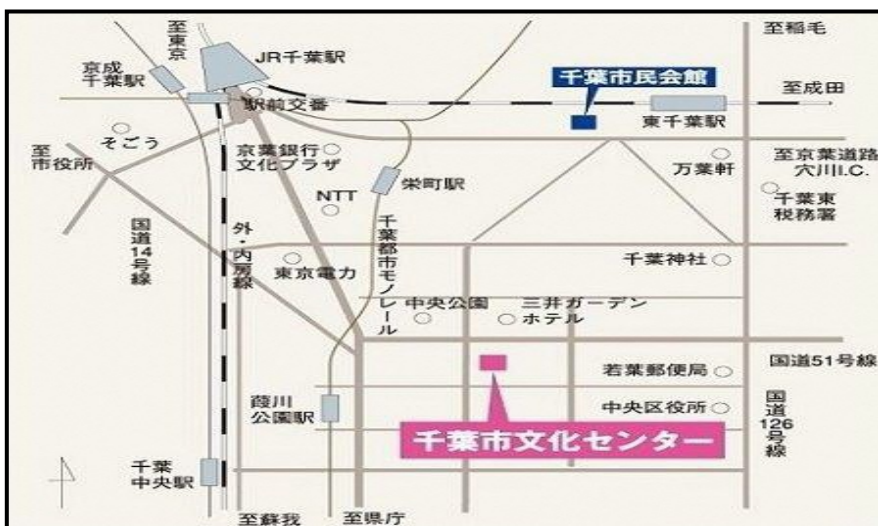 至東京
JR千葉駅
至稲毛
京成
千葉駅
千葉市民会館
至成田
駅前交番
東千葉駅
そごう
至
市役所
京葉銀行
文化プラザ
栄町駅
万葉軒
至京葉道路
穴川I.C.
NTT
千葉東
税務署
国道14号線
外・内房線
千葉都市モノレール
東京電力
千葉神社
中央公園
三井ガーデン
ホテル
国道51号線
若葉郵便局
葭川
公園駅
中央区役所
国道126号線
千葉市文化センター
千葉
中央駅
至蘇我
至県庁